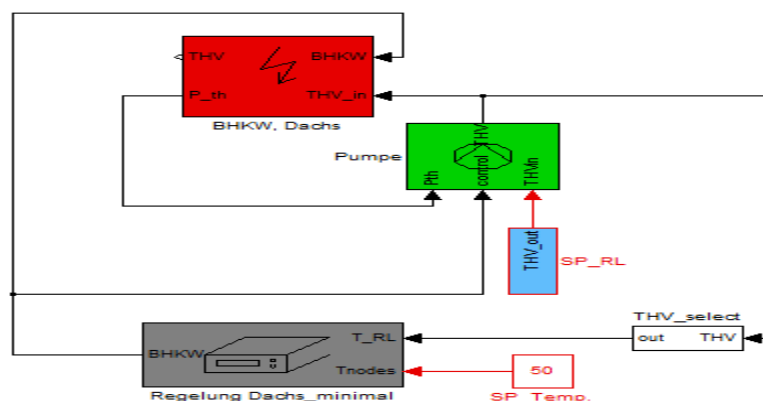 THV
BHKW
P_th
THV_in
BHKW, Dachs
THV
Pumpe
Pth
control
THVin
THV_out
SP_RL
THV_select
out
THV
BHKW
T_RL
Tnodes
50
Regelung Dachs_minimal
SP_Temp.